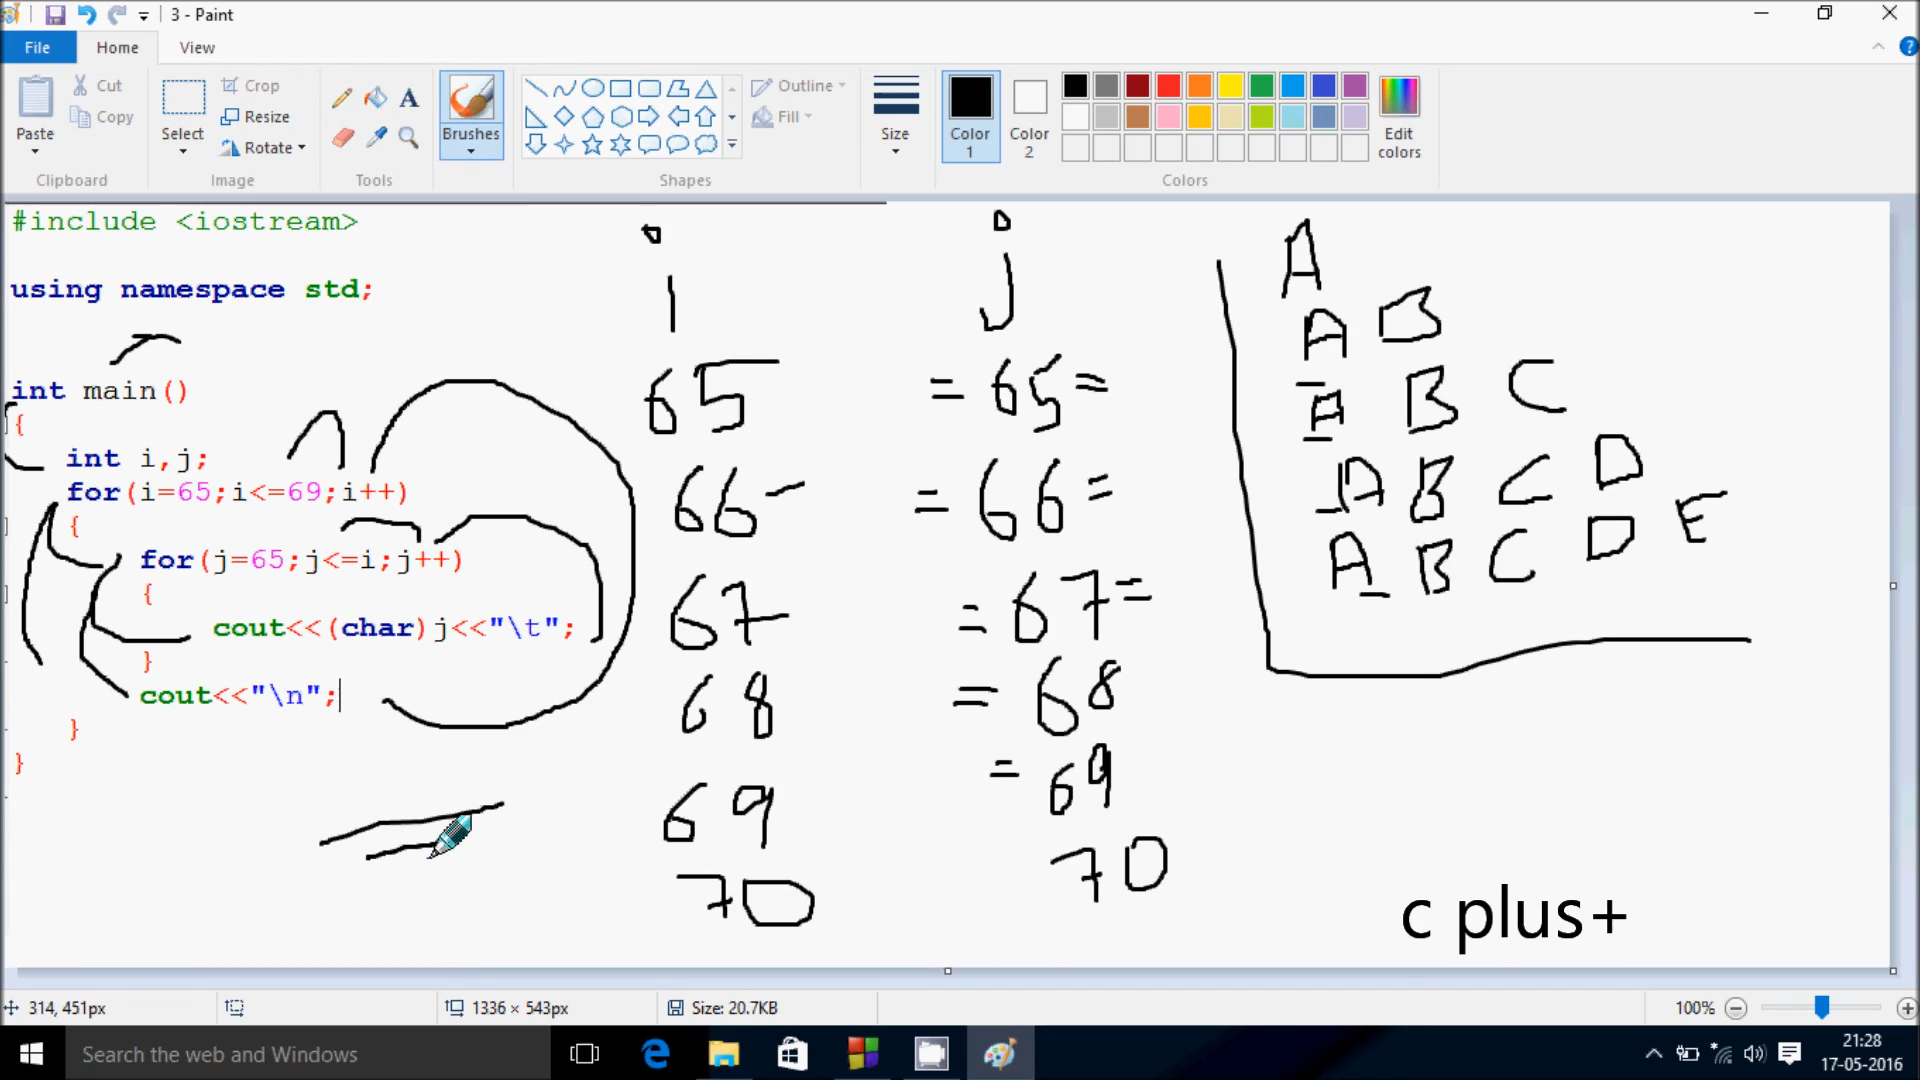 3 - Paint
File Home View
Paste
Cut
Copy
Clipboard
Select
Crop
Resize
Rotate
Image
A
Tools
Brushes
Shapes
Outline
Fill
Size
Color 1
Color 2
Edit colors
Colors
#include <iostream>
using namespace std;
int main()
{
int i,j;
for(i=65;i<=69;i++)
{
for(j=65;j<=i;j++)
{
cout<<(char)j<<"\t";
}
cout<<"\n";
}
}
i
65
66-
67
68
69
70
j
= 65 =
= 66 =
= 67 =
= 68
= 69
70
A
A B
A B C
A B C D
A B C D E
c plus+
314, 451px
1336 × 543px
Size: 20.7KB
100%
Search the web and Windows
21:28
17-05-2016